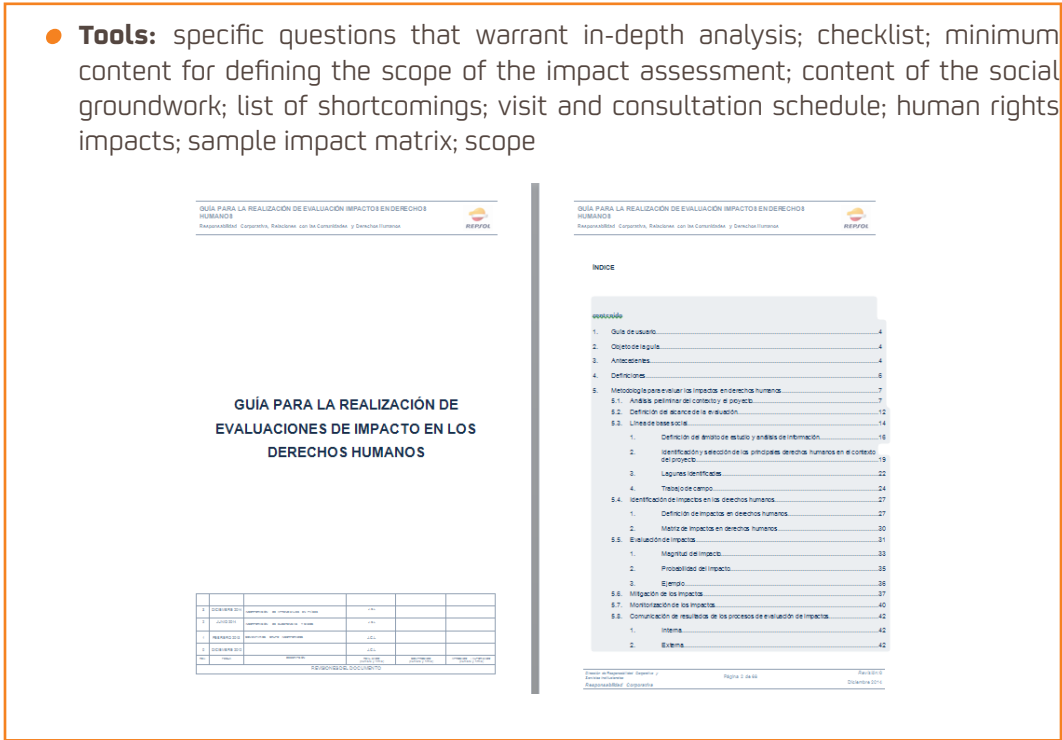 Tools: specific questions that warrant in-depth analysis; checklist; minimum
content for defining the scope of the impact assessment; content of the social
groundwork; list of shortcomings; visit and consultation schedule; human rights
impacts; sample impact matrix; scope
GUÍA PARA LA REALIZACIÓN DE EVALUACIÓN IMPACTOS EN DERECHOS
HUMANOS
Responsabilidad Corporativa, Relaciones con las Comunidades y Derechos Humanos
REPSOL
GUÍA PARA LA REALIZACIÓN DE
EVALUACIONES DE IMPACTO EN LOS
DERECHOS HUMANOS
DICIEMBRE
JUNIO
FEBRERO
DICIEMBRE
REVISIONES DEL DOCUMENTO
GUÍA PARA LA REALIZACIÓN DE EVALUACIÓN IMPACTOS EN DERECHOS
HUMANOS
Responsabilidad Corporativa, Relaciones con las Comunidades y Derechos Humanos
REPSOL
ÍNDICE
contenido
1. Guía de usuario 4
2. Objeto de la guía 4
3. Antecedentes 4
4. Definiciones
5. Metodología para evaluar los impactos en derechos humanos 7
5.1. Análisis preliminar del contexto y el proyecto 7
5.2. Definición del alcance de la evaluación 12
5.3. Línea de base social 14
1. Definición del ámbito de estudio y análisis de información 16
2. Identificación y selección de los principales derechos humanos en el contexto
del proyecto 19
3. Lagunas identificadas 22
4. Trabajo de campo 24
5.4. Identificación de impactos en los derechos humanos 27
1. Definición de impactos en derechos humanos 27
2. Matriz de impactos en derechos humanos 30
5.5. Evaluación de impactos 31
1. Magnitud del impacto 33
2. Probabilidad del impacto 35
3. Ejemplo 36
5.6. Mitigación de los impactos 37
5.7. Monitorización de los impactos 40
5.8. Comunicación de resultados de los procesos de evaluación de impactos 42
1. Interna 42
2. Externa 42
Responsabilidad Corporativa
Página 2 de
Diciembre